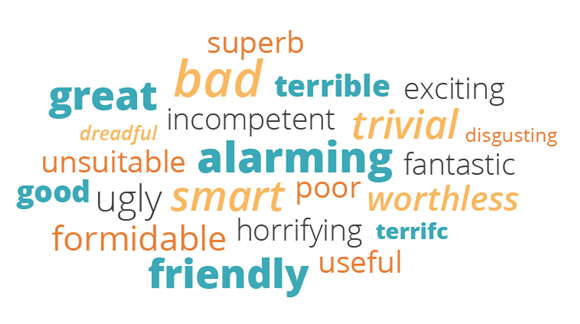 superb
bad terrible exciting
great
incompetent trivial
dreadful disgusting
unsuitable alarming fantastic
good ugly smart poor worthless
formidable horrifying terrifc
friendly useful